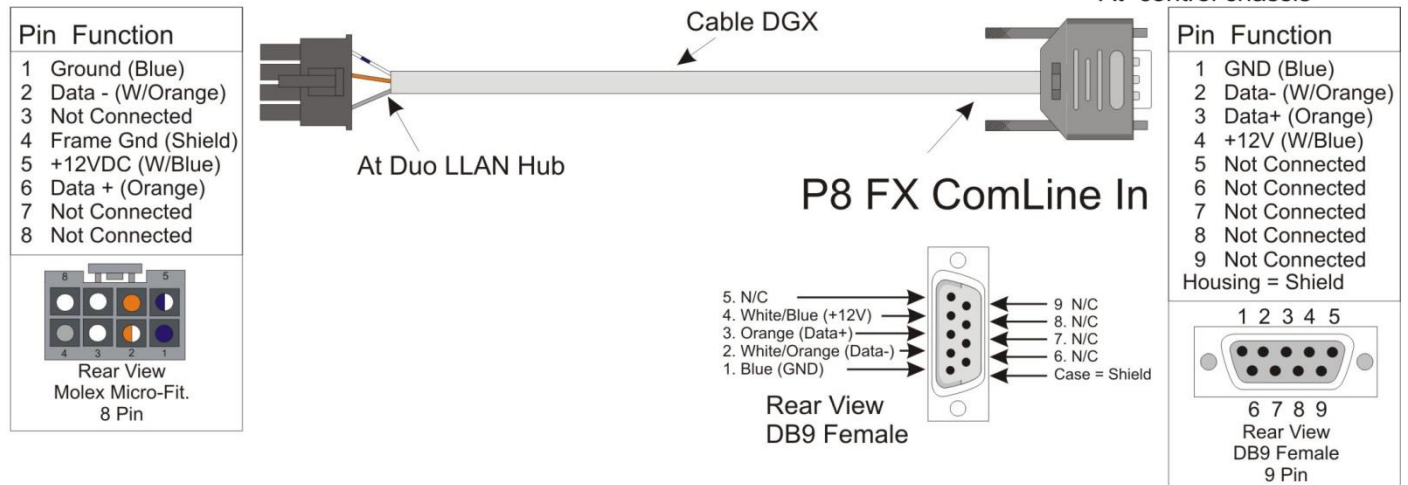 Pin Function
1 Ground (Blue)
2 Data - (W/Orange)
3 Not Connected
4 Frame Gnd (Shield)
5 +12VDC (W/Blue)
6 Data + (Orange)
7 Not Connected
8 Not Connected
8 5
4 3 2 1
Rear View
Molex Micro-Fit.
8 Pin
Cable DGX
At Duo LLAN Hub
P8 FX ComLine In
5. N/C
4. White/Blue (+12V)
3. Orange (Data+)
2. White/Orange (Data-)
1. Blue (GND)
9 N/C
8. N/C
7. N/C
6. N/C
Case = Shield
Rear View
DB9 Female
control chassis
Pin Function
1 GND (Blue)
2 Data- (W/Orange)
3 Data+ (Orange)
4 +12V (W/Blue)
5 Not Connected
6 Not Connected
7 Not Connected
8 Not Connected
9 Not Connected
Housing = Shield
1 2 3 4 5
6 7 8 9
Rear View
DB9 Female
9 Pin